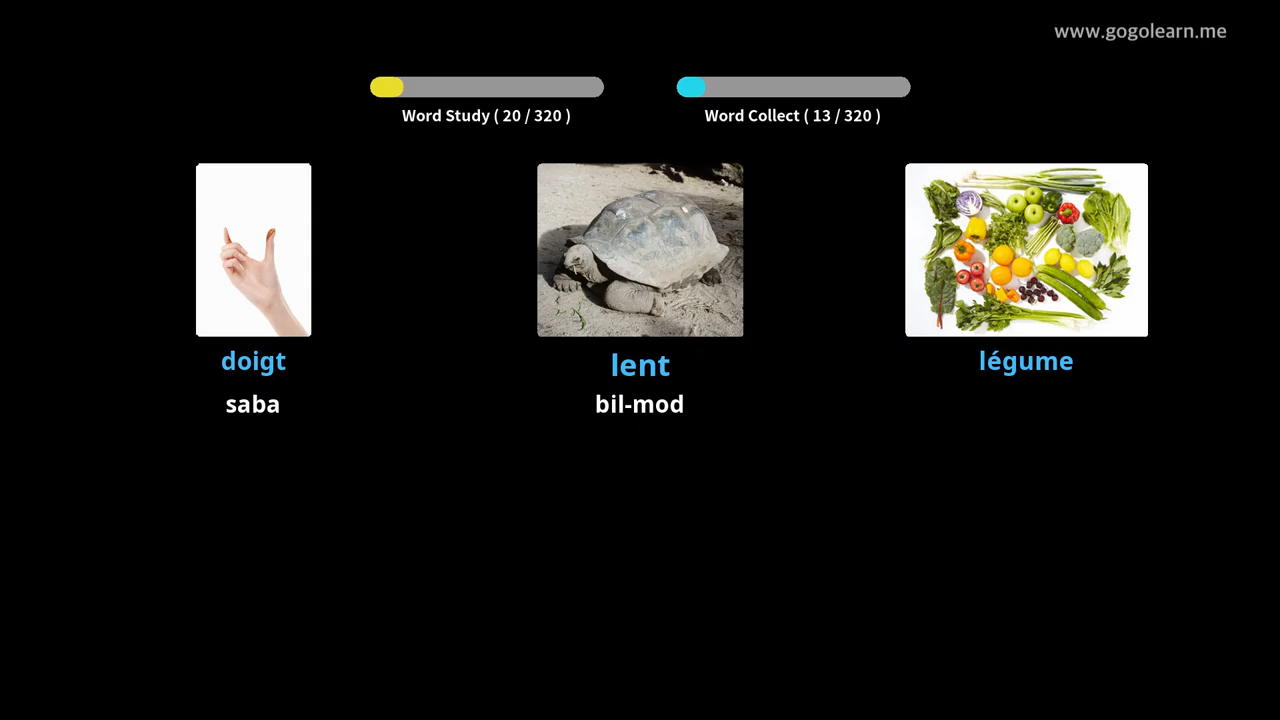 www.gogolearn.me
Word Study ( 20 / 320 )
Word Collect ( 13 / 320 )
doigt
saba
lent
bil-mod
légume